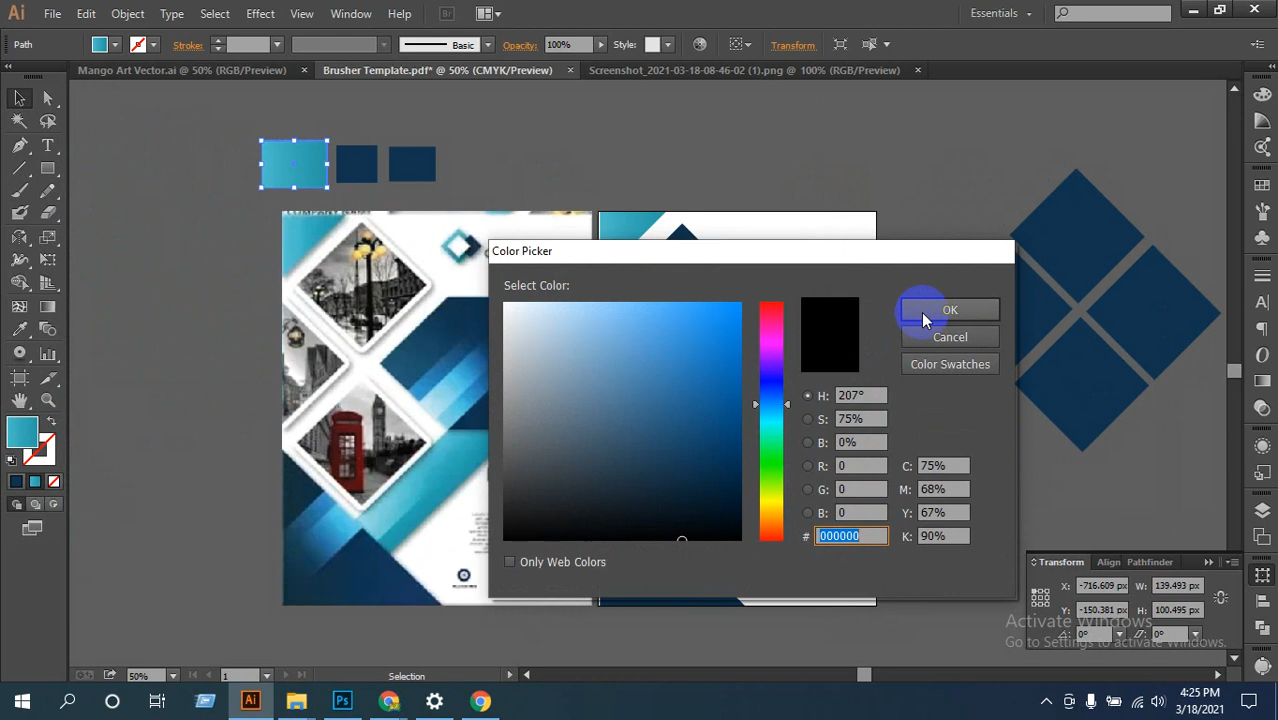 Ai File Edit Object Type Select Effect View Window Help Br Essentials
Path Stroke: Basic Opacity: 100% Style: Transform
Mango Art Vector.ai @ 50% (RGB/Preview) × Brusher Template.pdf* @ 50% (CMYK/Preview) × Screenshot_2021-03-18-08-46-02 (1).png @ 100% (RGB/Preview) ×
Color Picker
Select Color:
OK
Cancel
Color Swatches
H: 207°
S: 75%
B: 0%
R: 0 C: 75%
G: 0 M: 68%
B: 0 Y: 67%
# 000000 K: 90%
Only Web Colors
Transform Align Pathfinder
X: -716.609 px W: 139.493 px
Y: -150.381 px H: 100.495 px
0° 0°
Activate Windows
Go to Settings to activate Windows.
50% 1 Selection
Ai Ps
4:25 PM
3/18/2021